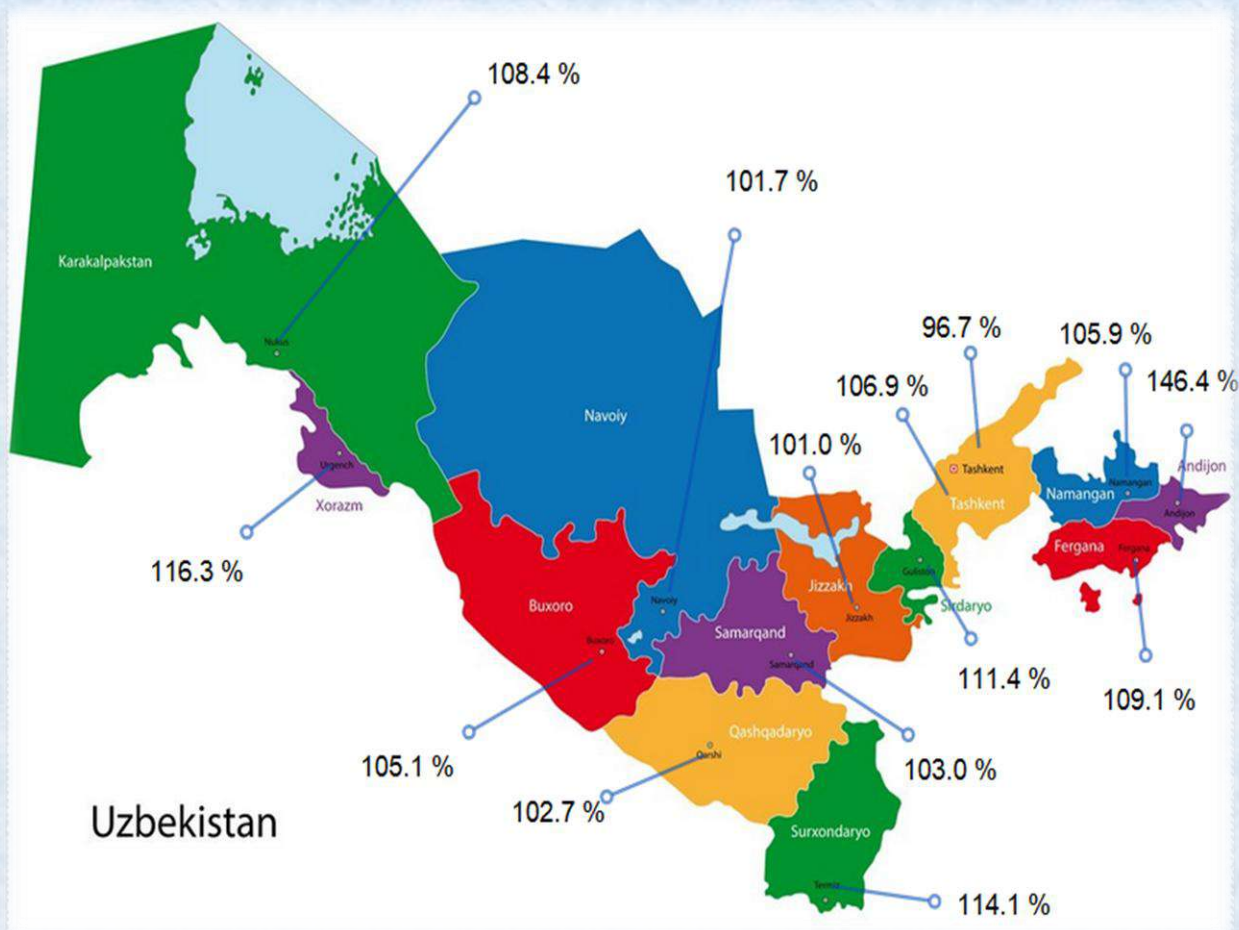 108.4 %
101.7 %
Karakalpakstan
96.7 %
105.9 %
Nukus
106.9 %
146.4 %
Navoiy
101.0 %
Urgench
Tashkent
Andijon
Xorazm
Tashkent
Namangan
Namangan
Andijon
116.3 %
Fergana
Fergana
Guliston
Jizzakh
Buxoro
Navoiy
Sirdaryo
Jizzakh
Samarqand
Buxoro
Samarqand
111.4 %
109.1 %
Qashqadaryo
Qarshi
105.1 %
103.0 %
102.7 %
Uzbekistan
Surxondaryo
Termiz
114.1 %